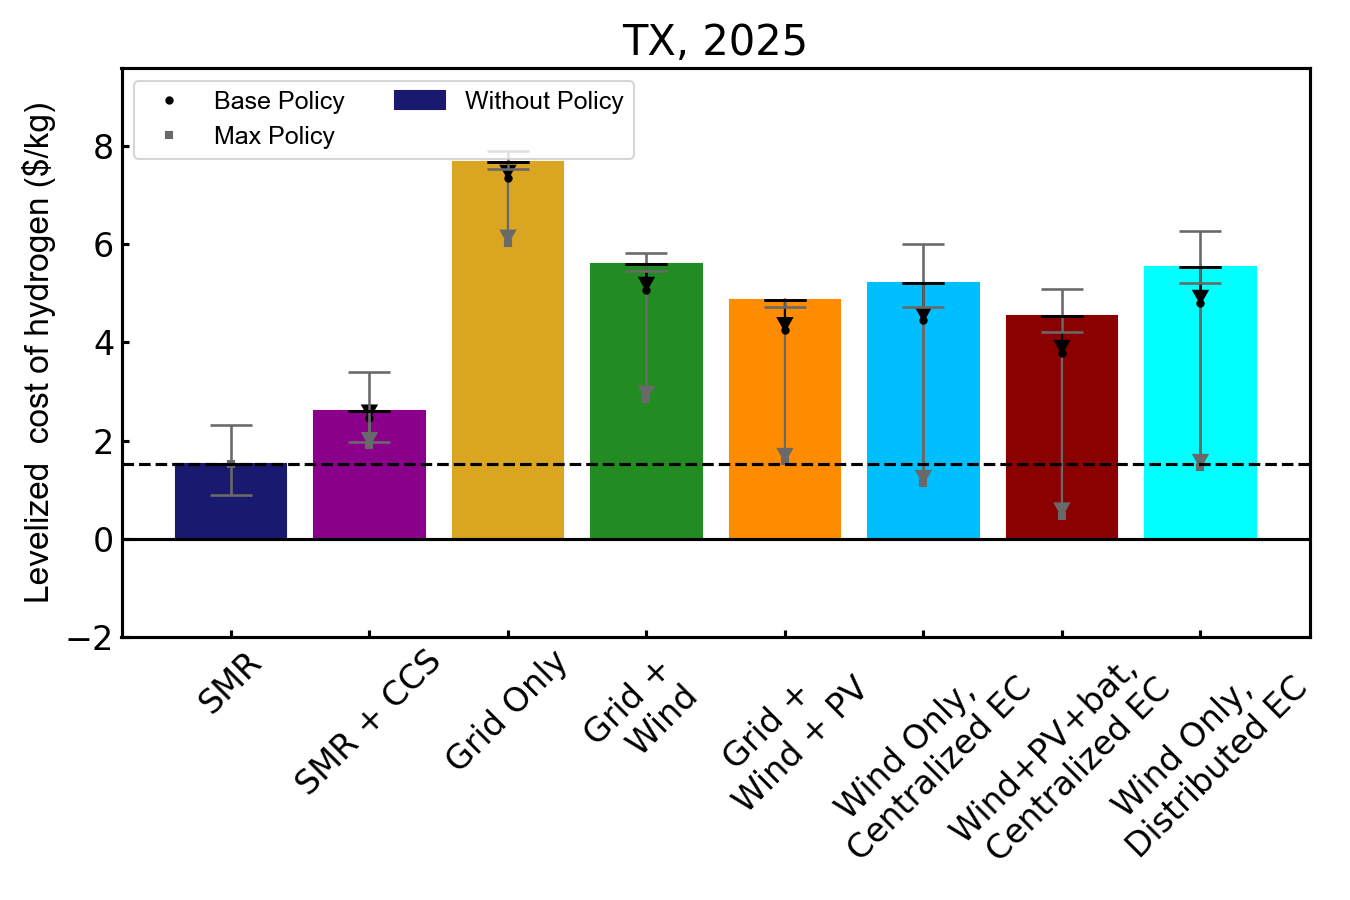 TX, 2025
Base Policy
Max Policy
Without Policy
Levelized  cost of hydrogen ($/kg)
8
6
4
2
0
−2
SMR
SMR + CCS
Grid Only
Grid +
Wind
Grid +
Wind + PV
Wind Only,
Centralized EC
Wind+PV+bat,
Centralized EC
Wind Only,
Distributed EC